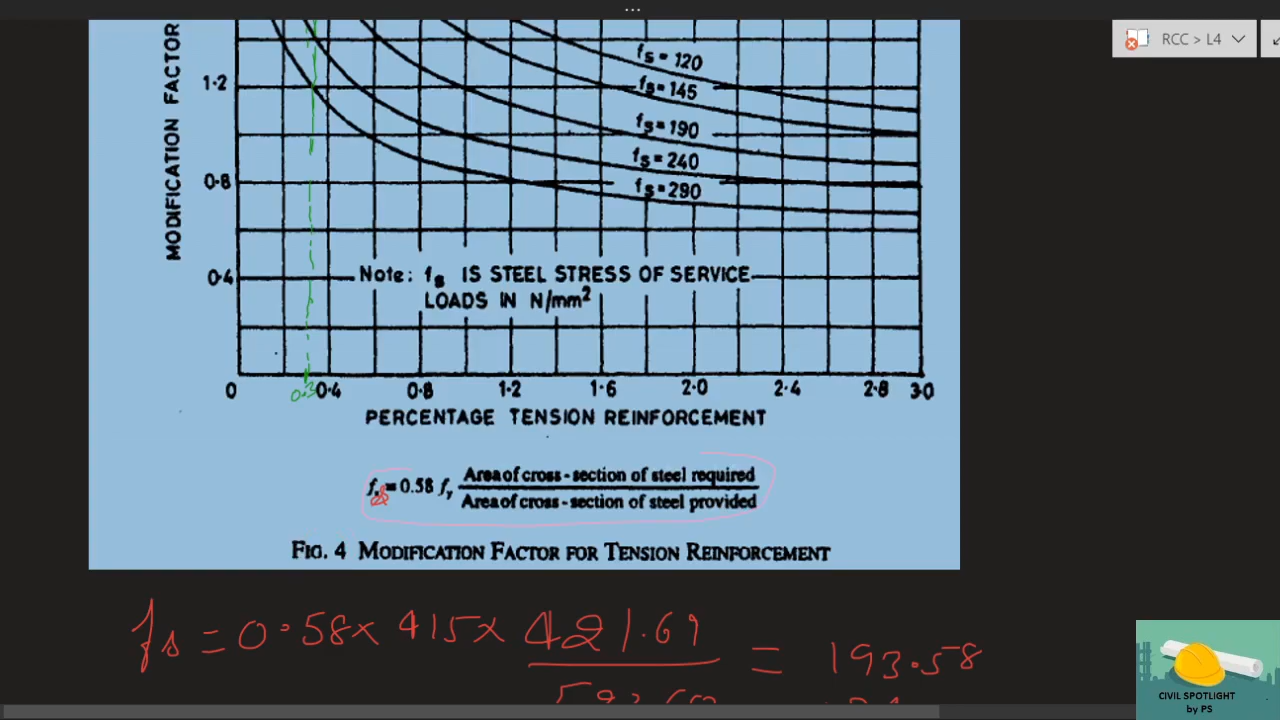 RCC > L4
MODIFICATION FACTOR
1·2
0·8
0·4
fs = 120
fs = 145
fs = 190
fs = 240
fs = 290
Note: fs IS STEEL STRESS OF SERVICE
LOADS IN N/mm²
0 0·4 0·8 1·2 1·6 2·0 2·4 2·8 3·0
0.3
PERCENTAGE TENSION REINFORCEMENT
fs = 0.58 fy Area of cross - section of steel required
Area of cross - section of steel provided
FIG. 4 MODIFICATION FACTOR FOR TENSION REINFORCEMENT
fs = 0.58 x 415 x 421.69 = 193.58
CIVIL SPOTLIGHT
by PS